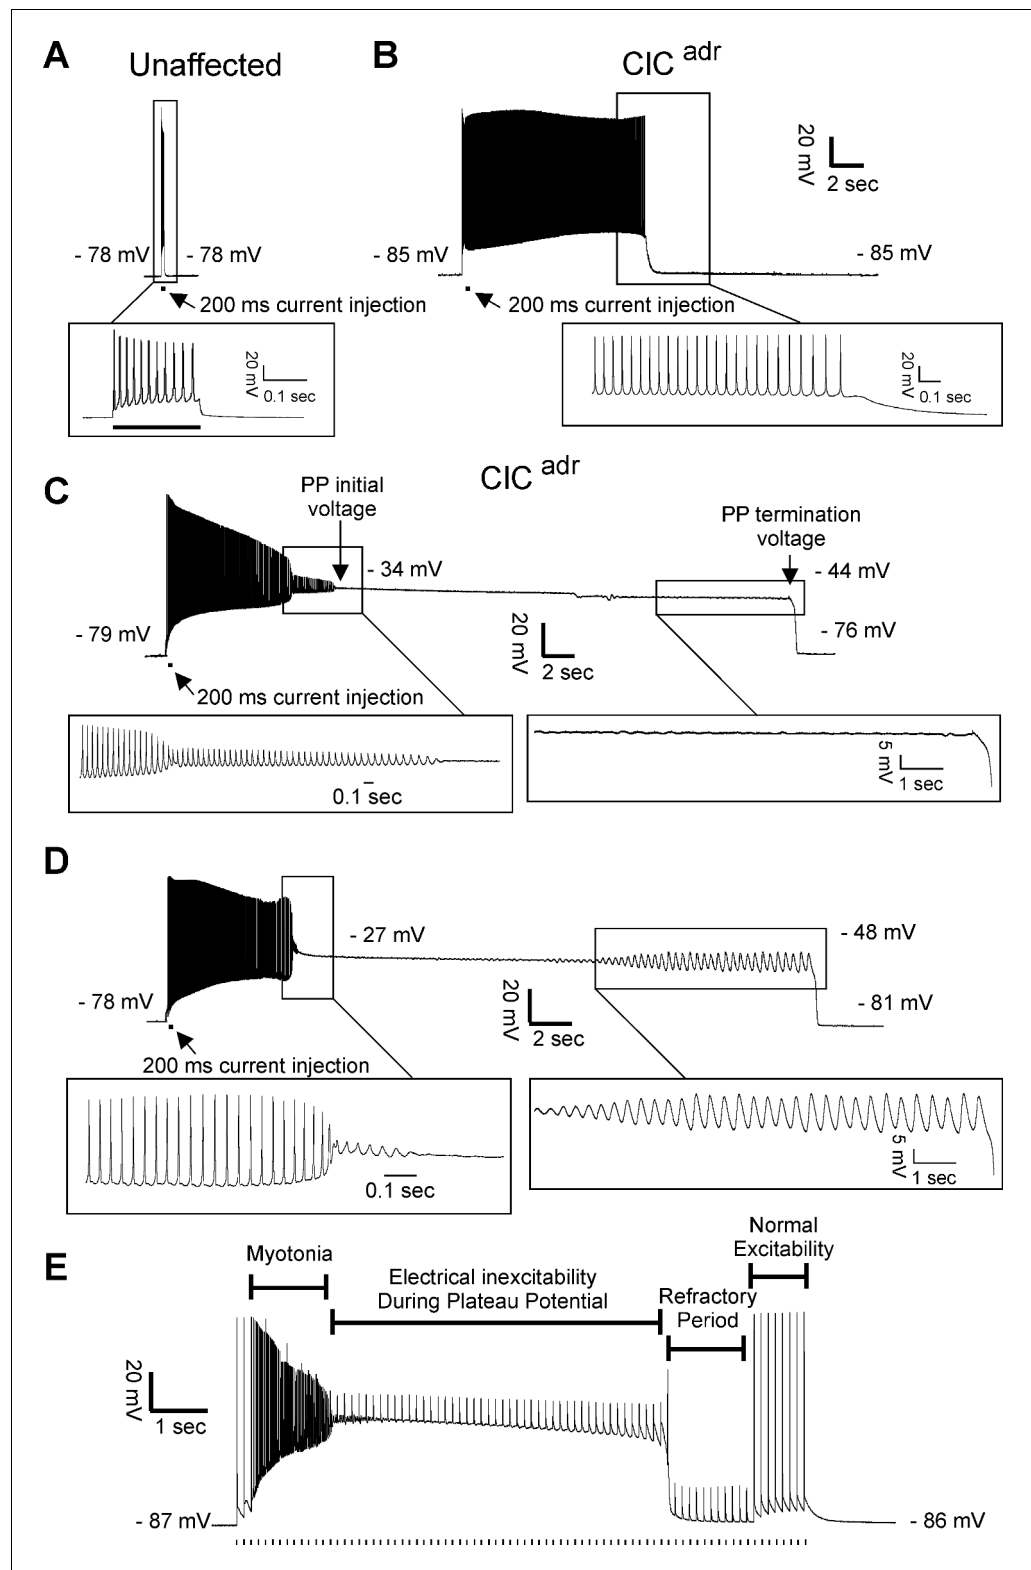 A
Unaffected
- 78 mV
- 78 mV
200 ms current injection
20 mV
0.1 sec
B
ClC adr
20 mV
2 sec
- 85 mV
- 85 mV
200 ms current injection
20 mV
0.1 sec
C
ClC adr
PP initial
voltage
PP termination
voltage
- 34 mV
- 44 mV
- 79 mV
20 mV
2 sec
- 76 mV
200 ms current injection
0.1 sec
5 mV
1 sec
D
- 27 mV
- 48 mV
- 78 mV
20 mV
2 sec
- 81 mV
200 ms current injection
0.1 sec
5 mV
1 sec
E
Myotonia
Electrical inexcitability
During Plateau Potential
Refractory
Period
Normal
Excitability
20 mV
1 sec
- 87 mV
- 86 mV